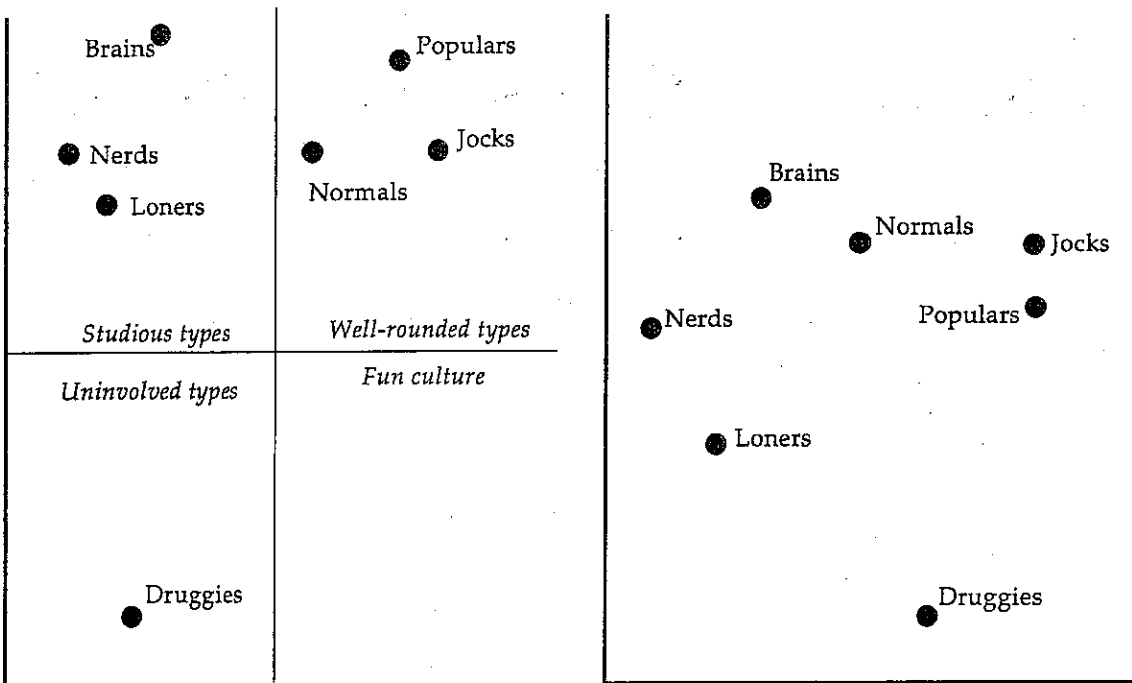 Brains
Populars
Nerds
Jocks
Loners
Normals
Studious types
Well-rounded types
Uninvolved types
Fun culture
Druggies
Brains
Normals
Jocks
Nerds
Populars
Loners
Druggies